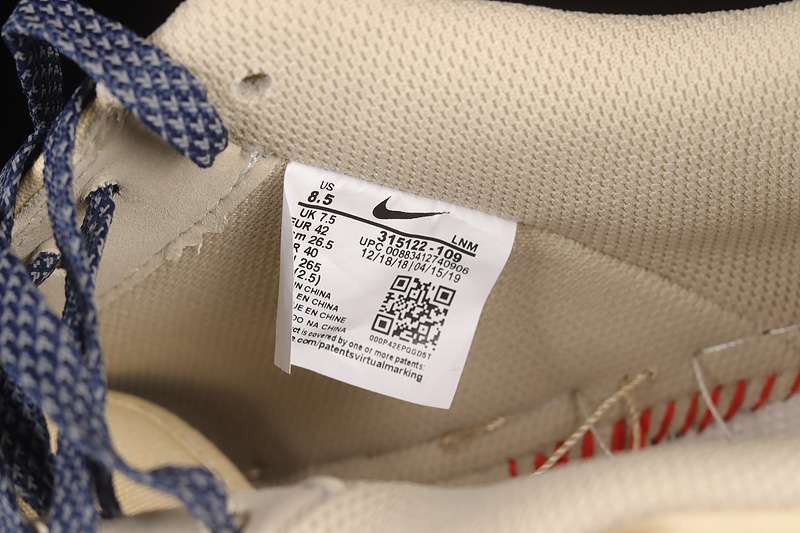 US
8.5
UK 7.5
EUR 42
cm 26.5
R 40
265
(2.5)
IN CHINA
EN CHINA
EN CHINE
DO NA CHINA
LNM
315122-109
UPC 00883412740906
12/18/18 | 04/15/19
000P42EPQGD5T
is covered by one or more patents:
.com/patentsvirtualmarking